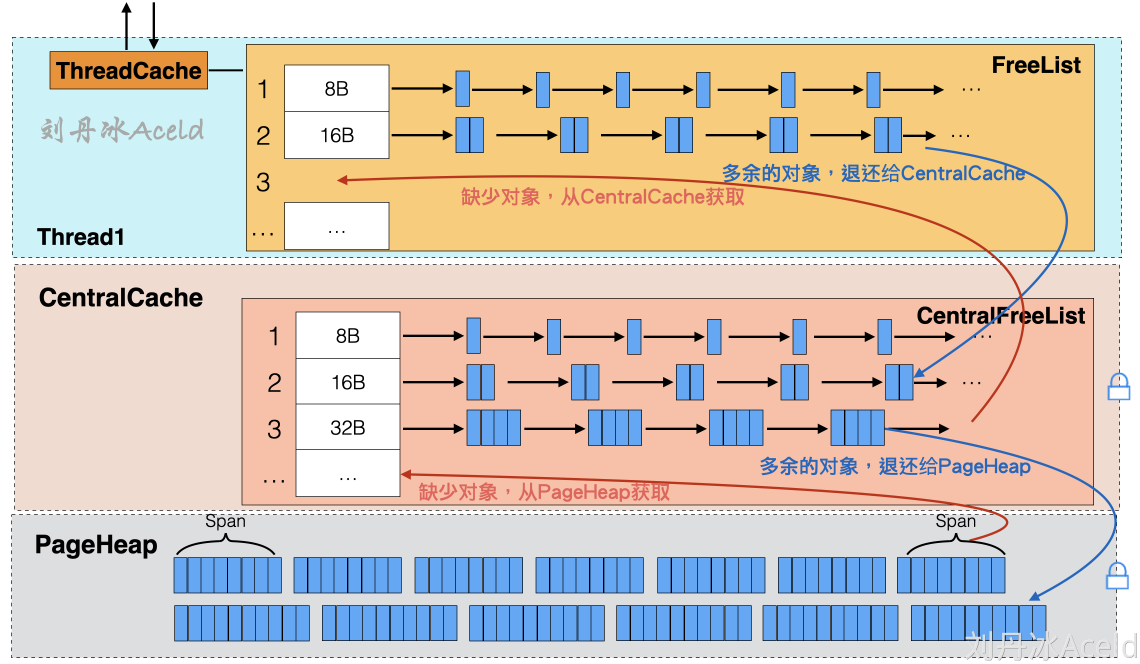 ThreadCache
FreeList
1 8B ...
刘丹冰Aceld
2 16B ...
多余的对象，退还给CentralCache
3
缺少对象，从CentralCache获取
... ...
Thread1
CentralCache
CentralFreeList
1 8B ...
2 16B ...
3 32B
多余的对象，退还给PageHeap
... ...
缺少对象，从PageHeap获取
Span Span
PageHeap
刘丹冰Aceld